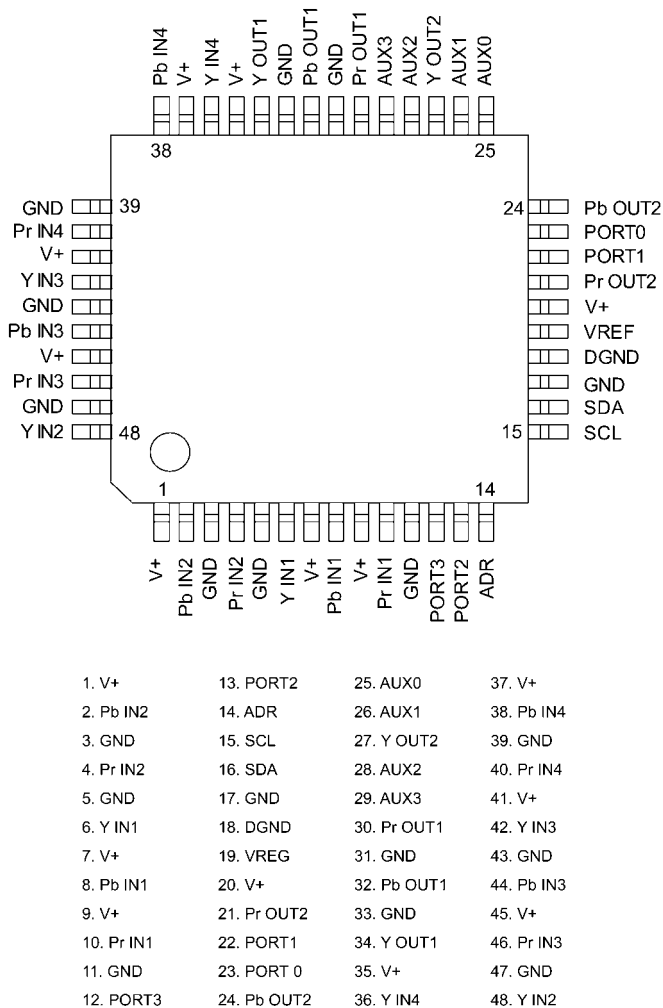 Pb IN4
V+
Y IN4
V+
Y OUT1
GND
Pb OUT1
GND
Pr OUT1
AUX3
AUX2
Y OUT2
AUX1
AUX0
38
25
GND
39
24
Pb OUT2
Pr IN4
PORT0
V+
PORT1
Y IN3
Pr OUT2
GND
V+
Pb IN3
VREF
V+
DGND
Pr IN3
GND
GND
SDA
Y IN2
48
15
SCL
1
14
V+
Pb IN2
GND
Pr IN2
GND
Y IN1
V+
Pb IN1
V+
Pr IN1
GND
PORT3
PORT2
ADR
1. V+
2. Pb IN2
3. GND
4. Pr IN2
5. GND
6. Y IN1
7. V+
8. Pb IN1
9. V+
10. Pr IN1
11. GND
12. PORT3
13. PORT2
14. ADR
15. SCL
16. SDA
17. GND
18. DGND
19. VREG
20. V+
21. Pr OUT2
22. PORT1
23. PORT 0
24. Pb OUT2
25. AUX0
26. AUX1
27. Y OUT2
28. AUX2
29. AUX3
30. Pr OUT1
31. GND
32. Pb OUT1
33. GND
34. Y OUT1
35. V+
36. Y IN4
37. V+
38. Pb IN4
39. GND
40. Pr IN4
41. V+
42. Y IN3
43. GND
44. Pb IN3
45. V+
46. Pr IN3
47. GND
48. Y IN2